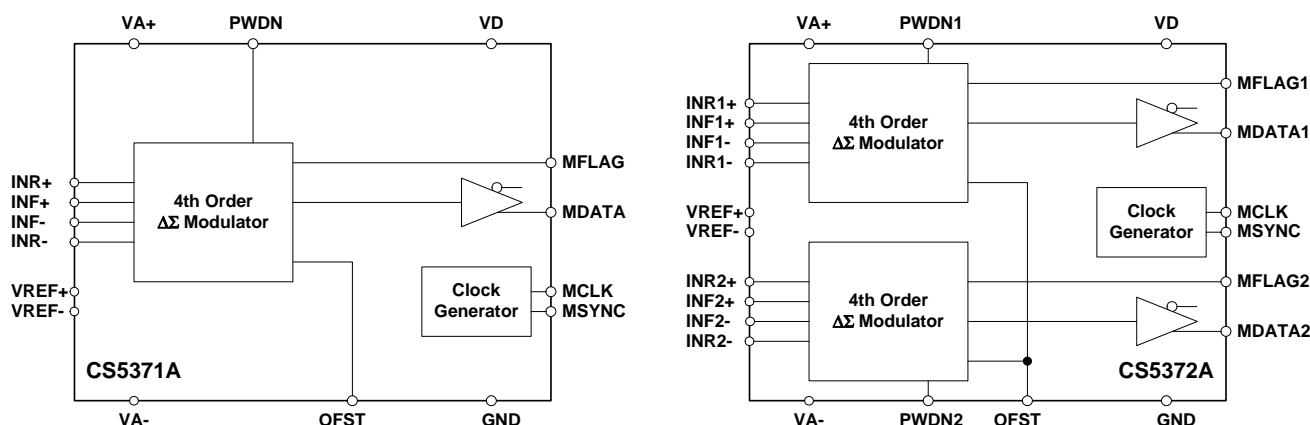 VA+
PWDN
VD
INR+
INF+
INF-
INR-
VREF+
VREF-
4th Order
ΔΣ Modulator
MFLAG
MDATA
Clock
Generator
MCLK
MSYNC
CS5371A
VA-
OFST
GND
VA+
PWDN1
VD
INR1+
INF1+
INF1-
INR1-
VREF+
VREF-
INR2+
INF2+
INF2-
INR2-
4th Order
ΔΣ Modulator
4th Order
ΔΣ Modulator
MFLAG1
MDATA1
Clock
Generator
MCLK
MSYNC
MFLAG2
MDATA2
CS5372A
VA-
PWDN2
OFST
GND